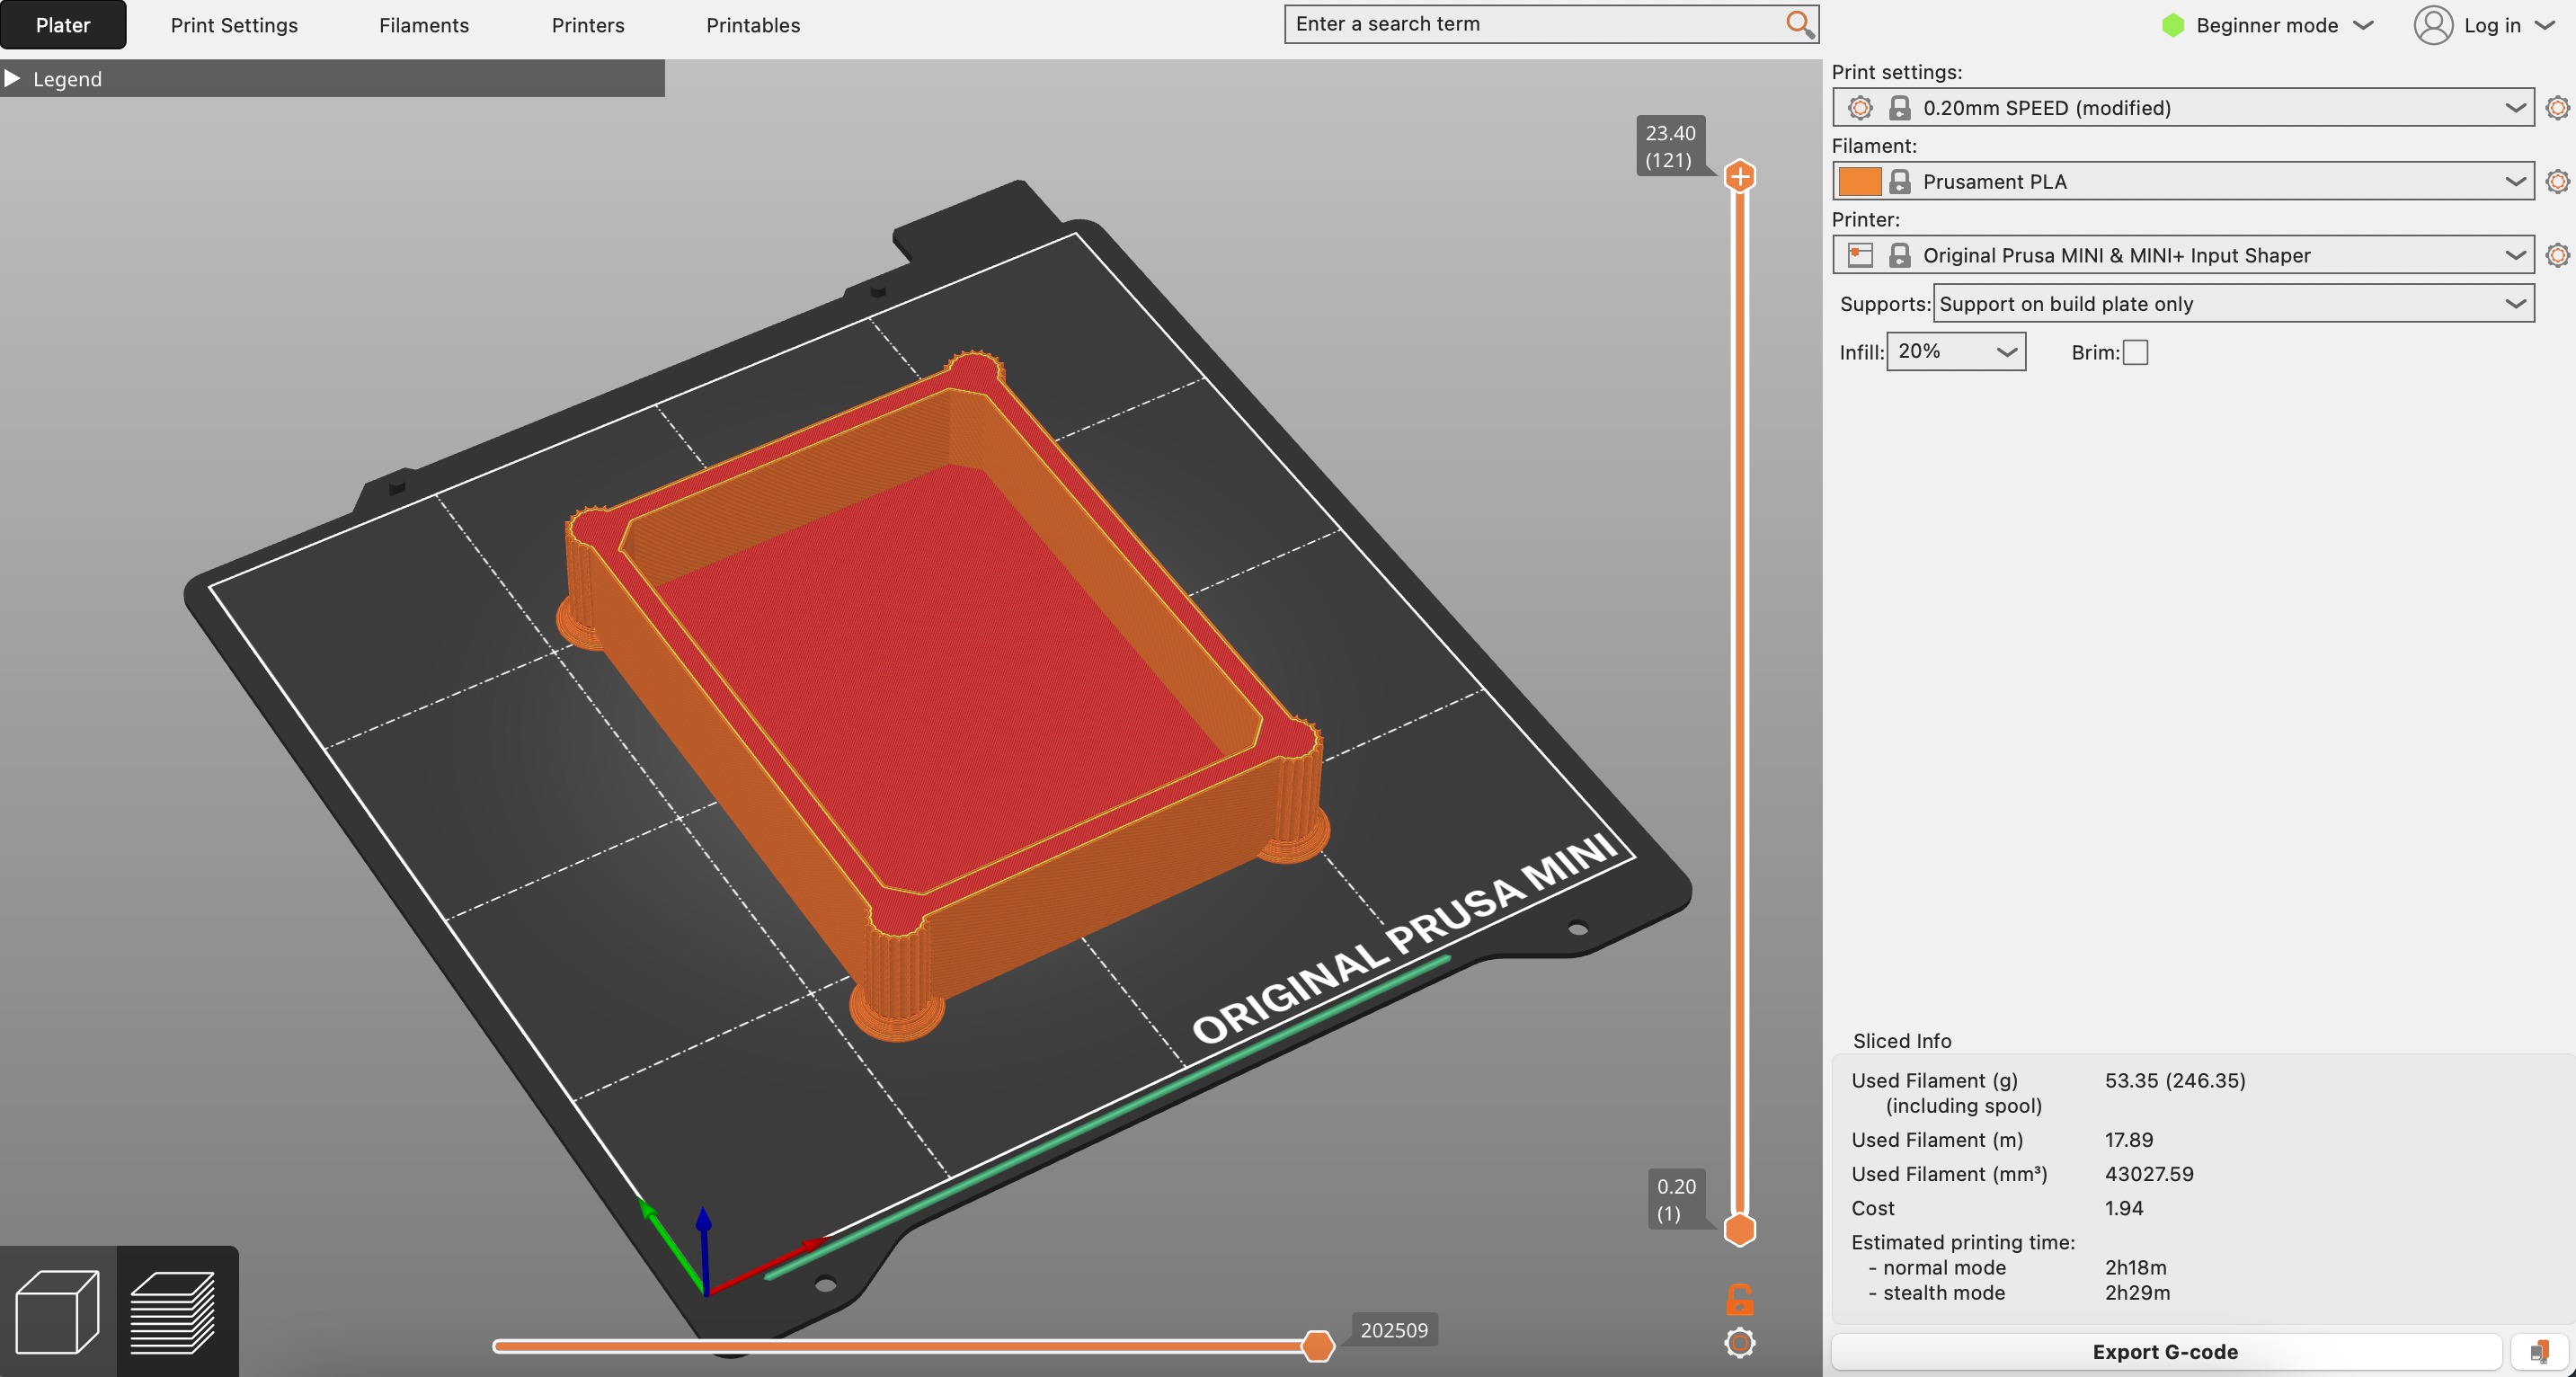 Plater
Print Settings
Filaments
Printers
Printables
Enter a search term
Beginner mode
Log in
Legend
Print settings:
0.20mm SPEED (modified)
Filament:
Prusament PLA
Printer:
Original Prusa MINI & MINI+ Input Shaper
Supports: Support on build plate only
Infill: 20%
Brim:
23.40
(121)
ORIGINAL PRUSA MINI
0.20
(1)
202509
Sliced Info
Used Filament (g) 53.35 (246.35)
(including spool)
Used Filament (m) 17.89
Used Filament (mm³) 43027.59
Cost 1.94
Estimated printing time:
- normal mode 2h18m
- stealth mode 2h29m
Export G-code